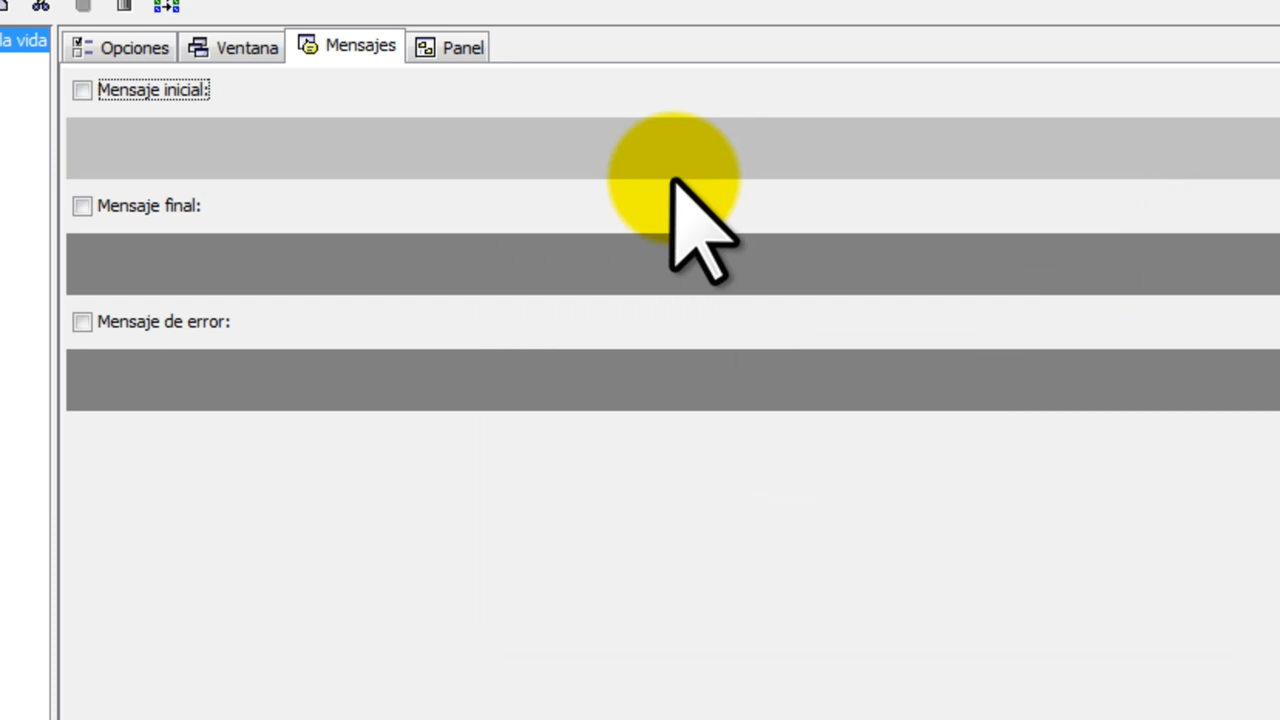 la vida
Opciones Ventana Mensajes Panel
Mensaje inicial:
Mensaje final:
Mensaje de error: